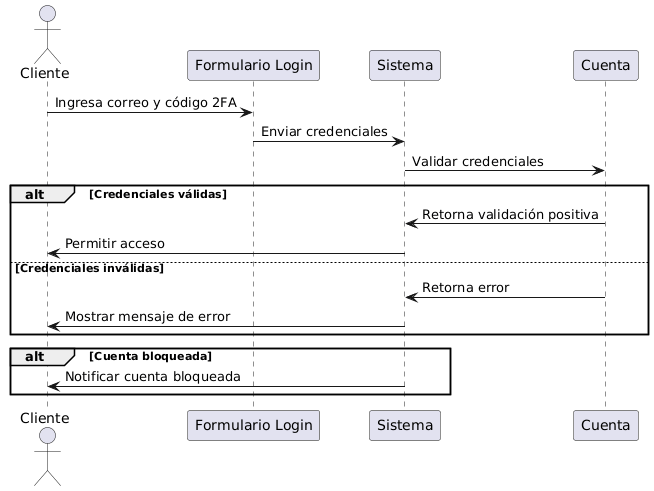 Cliente
Formulario Login
Sistema
Cuenta
Ingresa correo y código 2FA
Enviar credenciales
Validar credenciales
alt [Credenciales válidas]
Retorna validación positiva
Permitir acceso
[Credenciales inválidas]
Retorna error
Mostrar mensaje de error
alt [Cuenta bloqueada]
Notificar cuenta bloqueada
Cliente
Formulario Login
Sistema
Cuenta